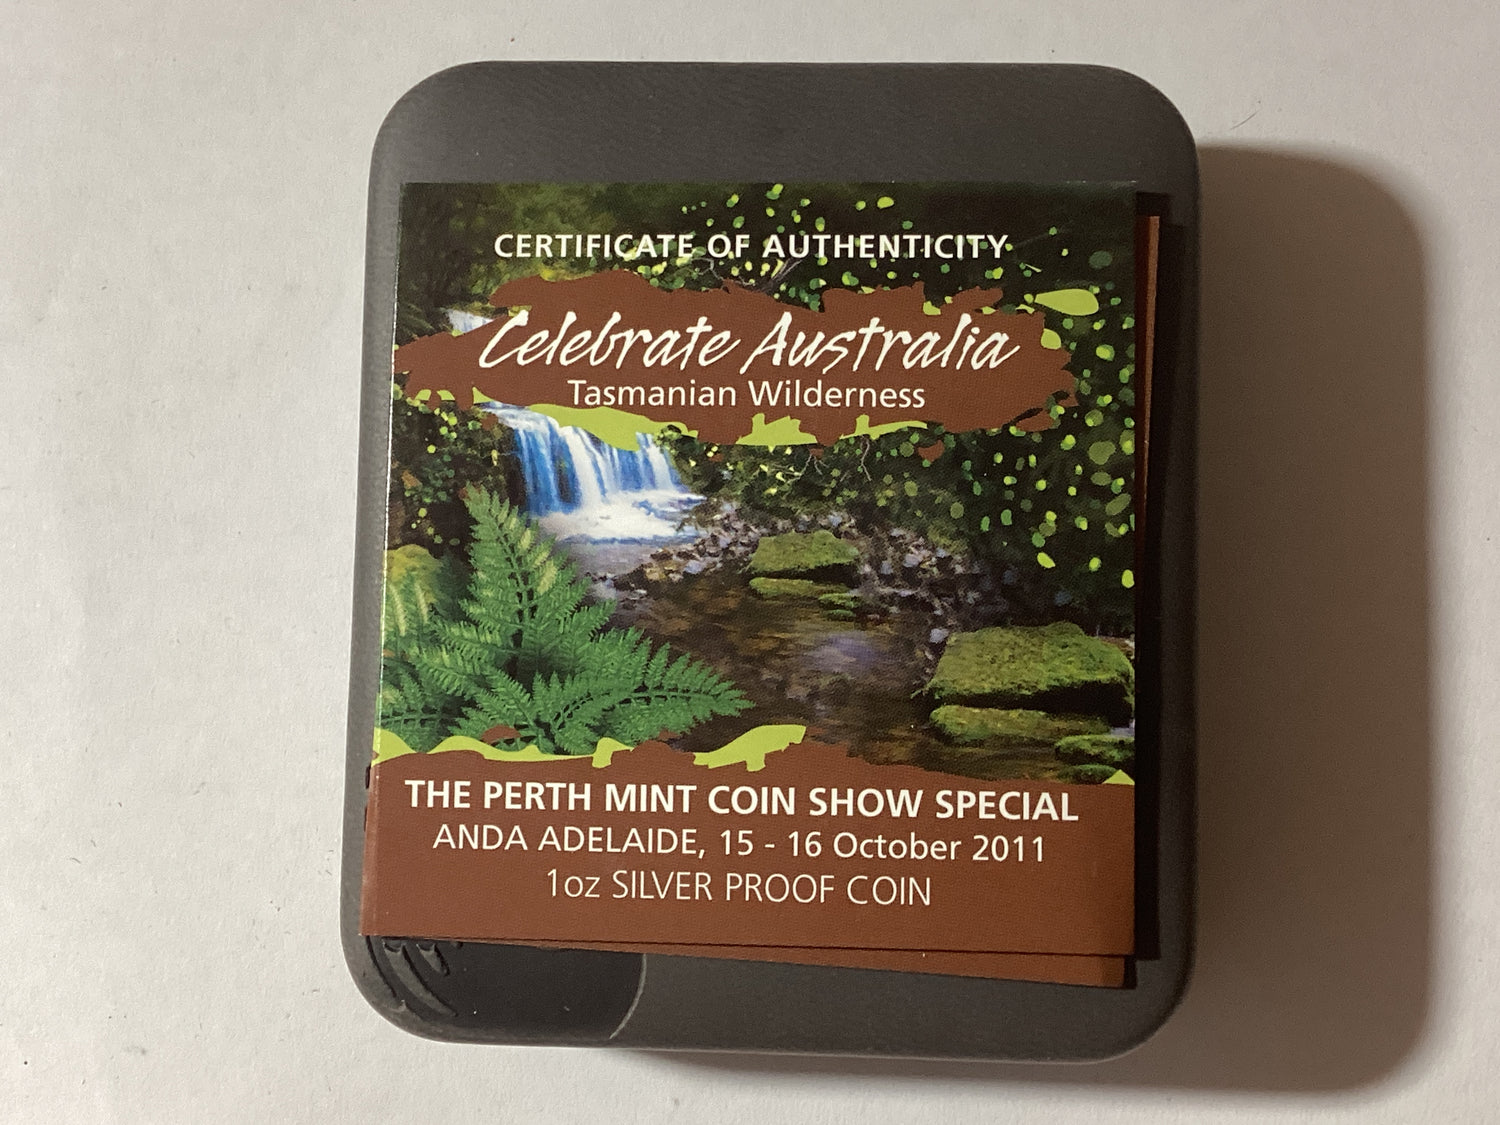 CERTIFICATE OF AUTHENTICITY
Celebrate Australia
Tasmanian Wilderness
THE PERTH MINT COIN SHOW SPECIAL
ANDA ADELAIDE, 15 - 16 October 2011
1oz SILVER PROOF COIN